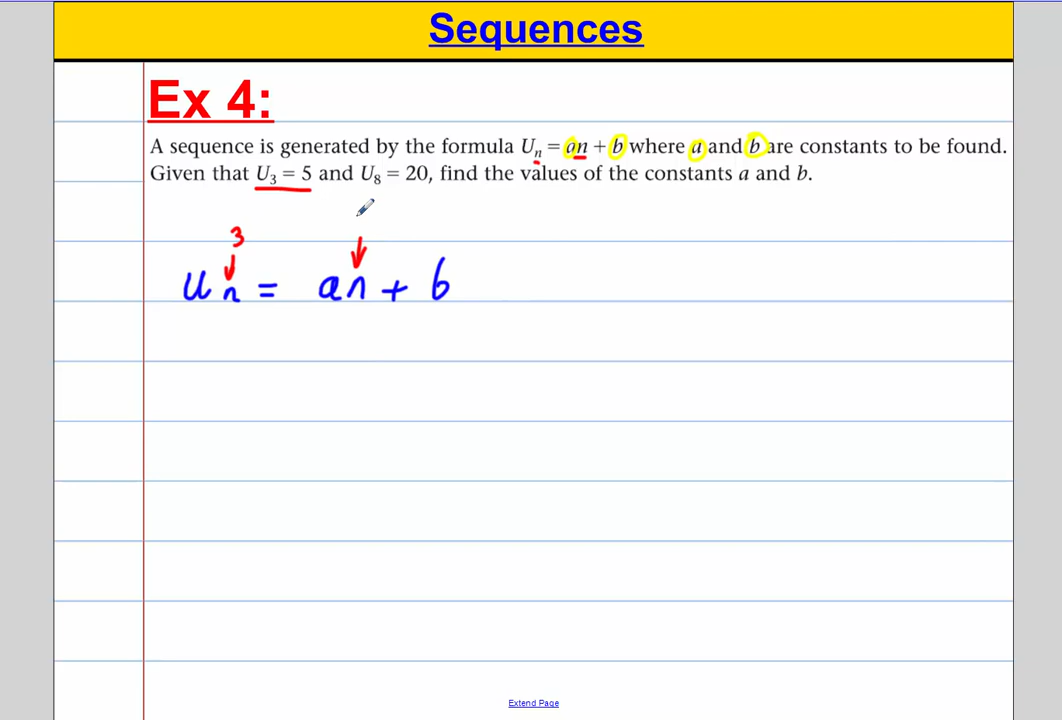 Sequences
Ex 4:
A sequence is generated by the formula Uₙ = an + b where a and b are constants to be found.
Given that U₃ = 5 and U₈ = 20, find the values of the constants a and b.
3
uₙ = an + b
Extend Page